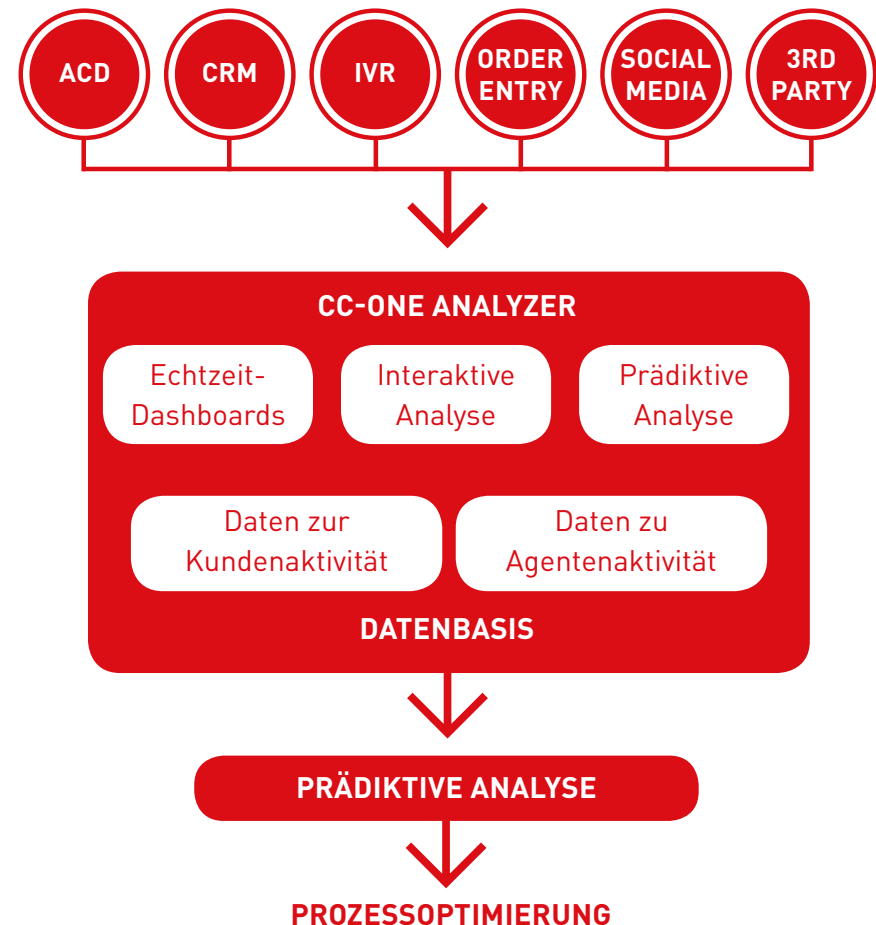 ACD
CRM
IVR
ORDER
ENTRY
SOCIAL
MEDIA
3RD
PARTY
CC-ONE ANALYZER
Echtzeit-
Dashboards
Interaktive
Analyse
Prädiktive
Analyse
Daten zur
Kundenaktivität
Daten zu
Agentenaktivität
DATENBASIS
PRÄDIKTIVE ANALYSE
PROZESSOPTIMIERUNG